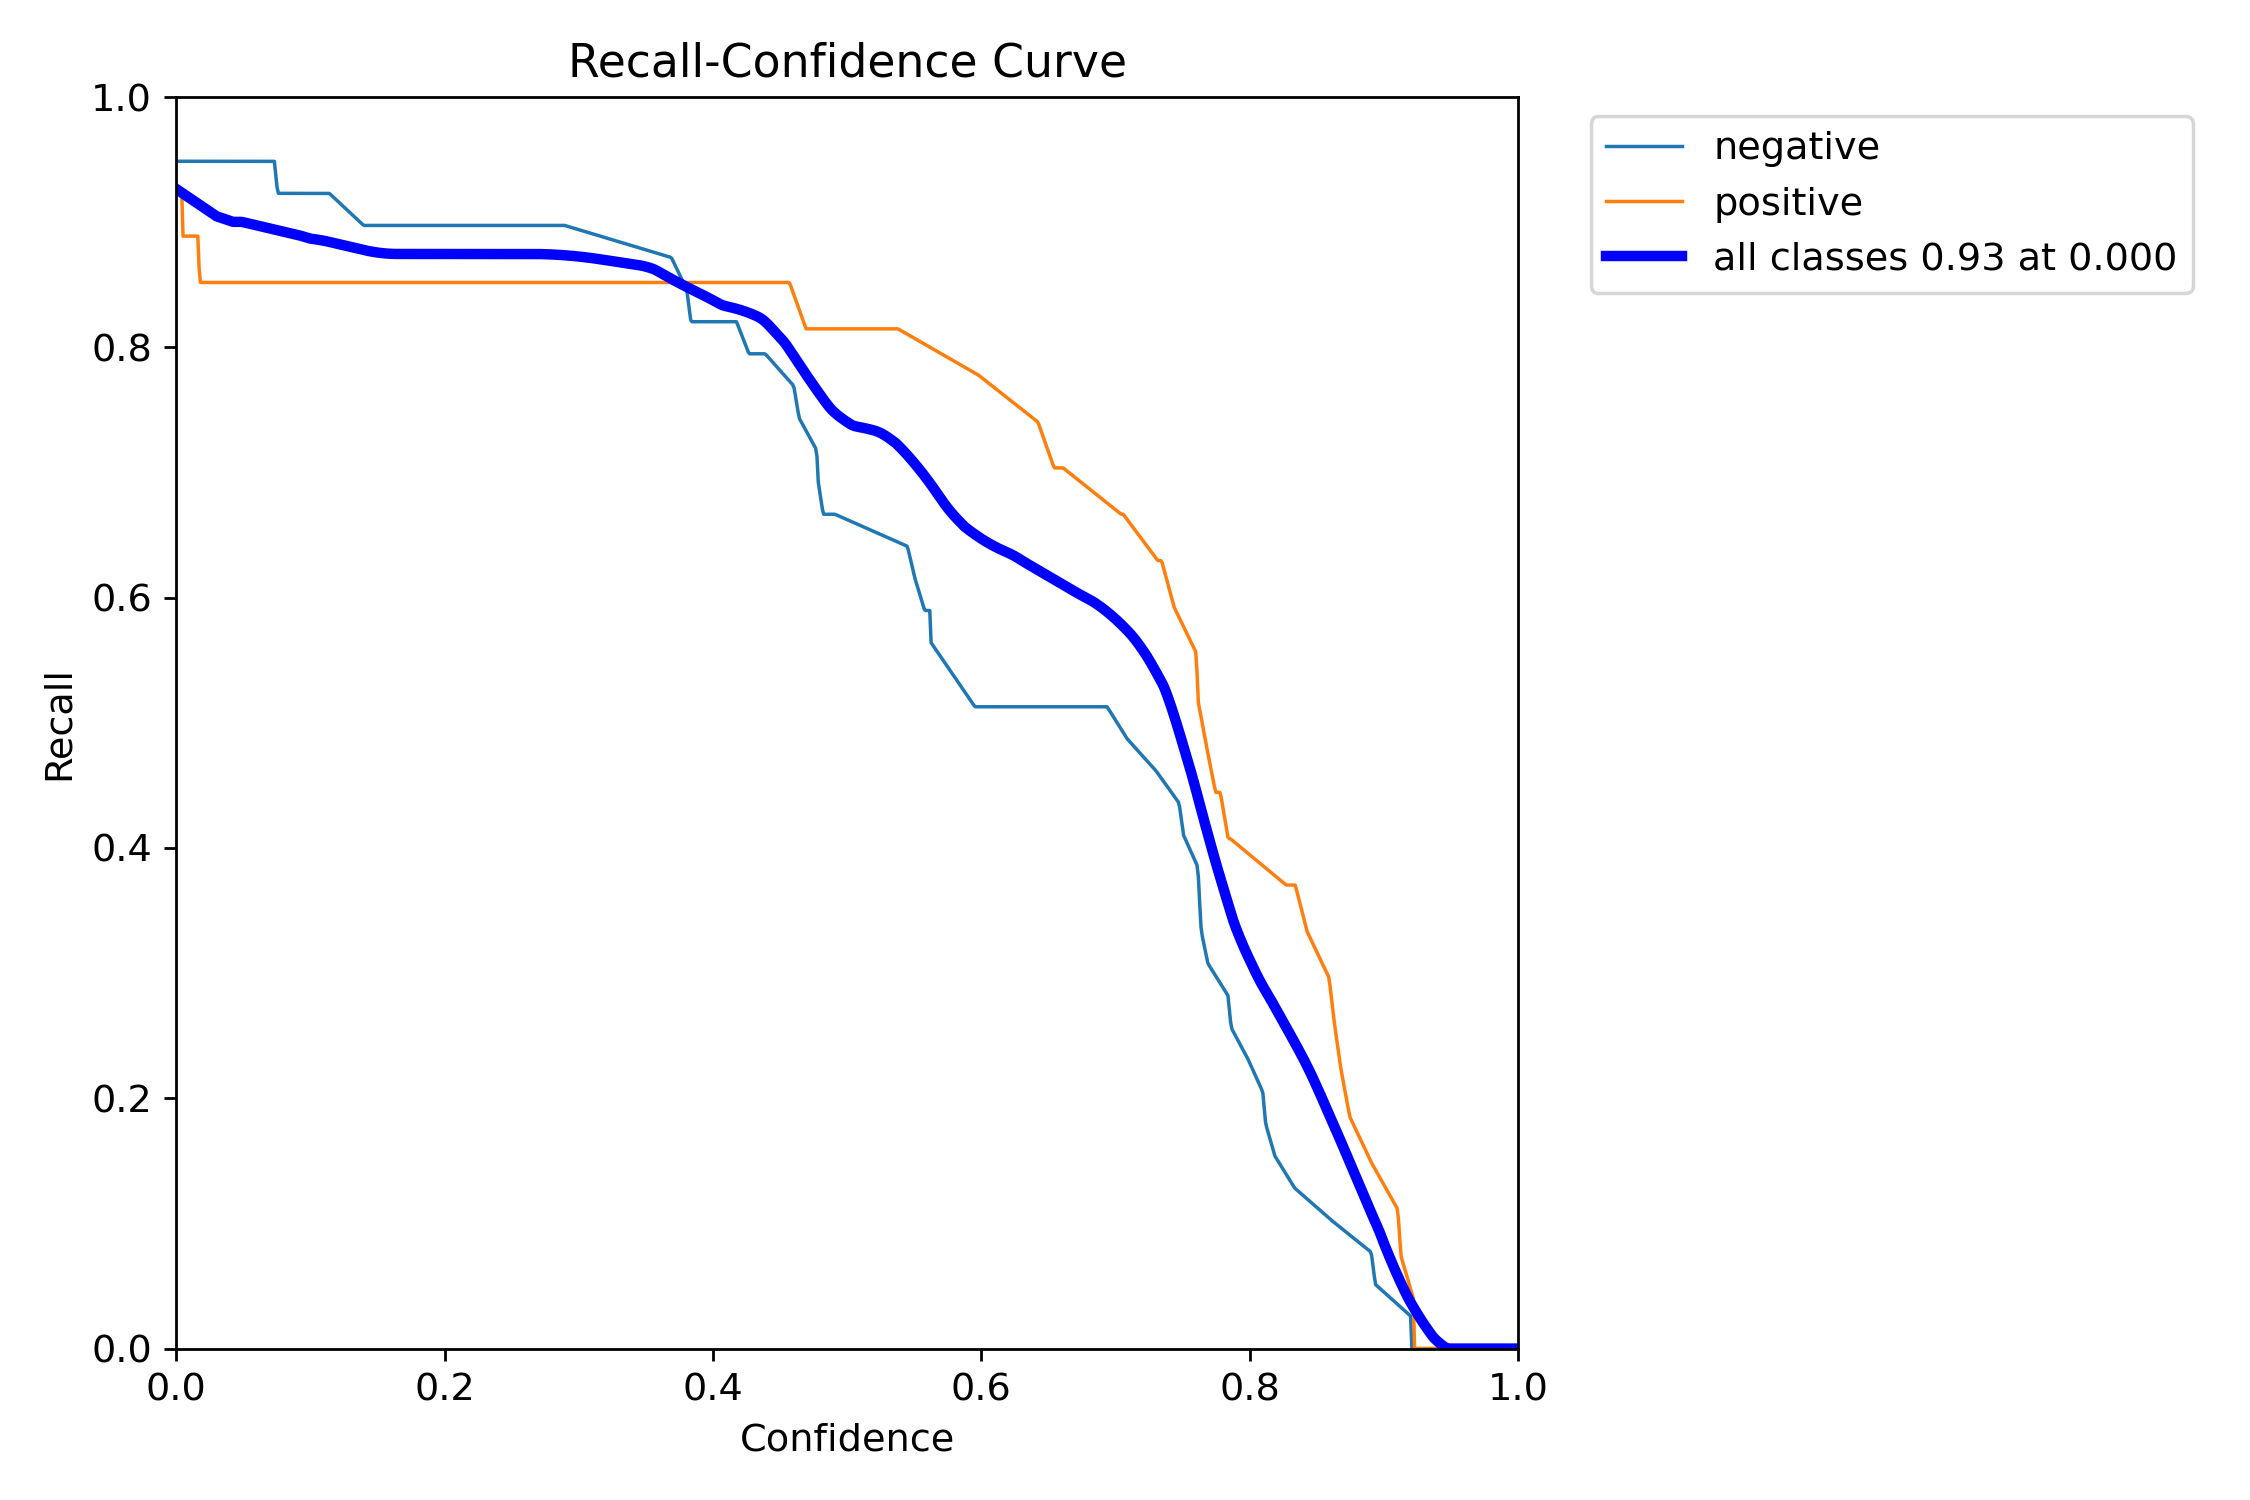 Recall-Confidence Curve
1.0
0.8
0.6
0.4
0.2
0.0
Recall
0.0 0.2 0.4 0.6 0.8 1.0
Confidence
negative
positive
all classes 0.93 at 0.000